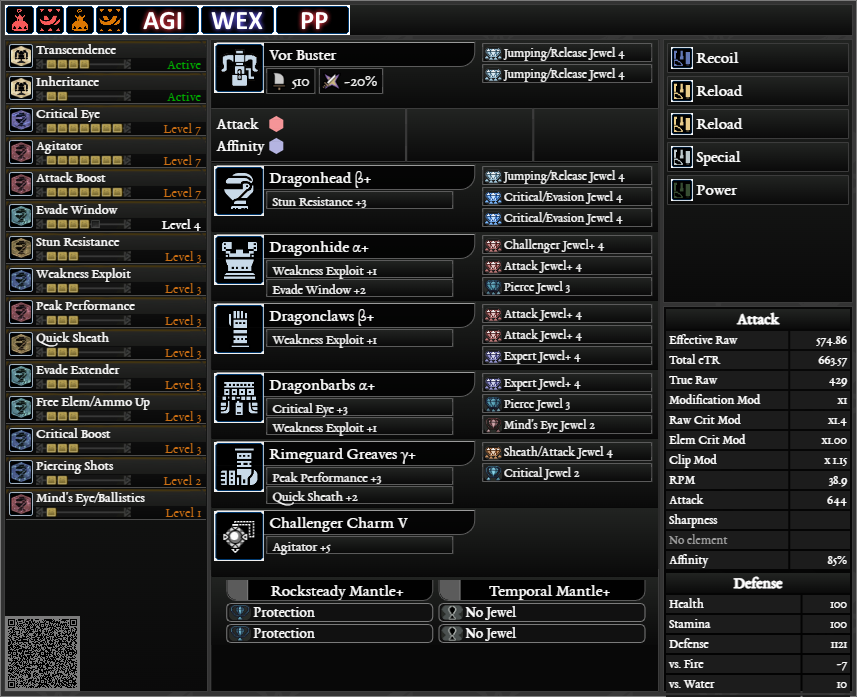 AGI WEX PP
Transcendence
Active
Inheritance
Active
Critical Eye
Level 7
Agitator
Level 7
Attack Boost
Level 7
Evade Window
Level 4
Stun Resistance
Level 3
Weakness Exploit
Level 3
Peak Performance
Level 3
Quick Sheath
Level 3
Evade Extender
Level 3
Free Elem/Ammo Up
Level 3
Critical Boost
Level 3
Piercing Shots
Level 2
Mind's Eye/Ballistics
Level 1
Vor Buster
510 -20%
Jumping/Release Jewel 4
Jumping/Release Jewel 4
Attack
Affinity
Dragonhead β+
Stun Resistance +3
Jumping/Release Jewel 4
Critical/Evasion Jewel 4
Critical/Evasion Jewel 4
Dragonhide α+
Weakness Exploit +1
Evade Window +2
Challenger Jewel+ 4
Attack Jewel+ 4
Pierce Jewel 3
Dragonclaws β+
Weakness Exploit +1
Attack Jewel+ 4
Attack Jewel+ 4
Expert Jewel+ 4
Dragonbarbs α+
Critical Eye +3
Weakness Exploit +1
Expert Jewel+ 4
Pierce Jewel 3
Mind's Eye Jewel 2
Rimeguard Greaves γ+
Peak Performance +3
Quick Sheath +2
Sheath/Attack Jewel 4
Critical Jewel 2
Challenger Charm V
Agitator +5
Rocksteady Mantle+
Protection
Protection
Temporal Mantle+
No Jewel
No Jewel
Recoil
Reload
Reload
Special
Power
Attack
Effective Raw 574.86
Total eTR 663.57
True Raw 429
Modification Mod x1
Raw Crit Mod x1.4
Elem Crit Mod x1.00
Clip Mod x 1.15
RPM 38.9
Attack 644
Sharpness
No element
Affinity 85%
Defense
Health 100
Stamina 100
Defense 1121
vs. Fire -7
vs. Water 10